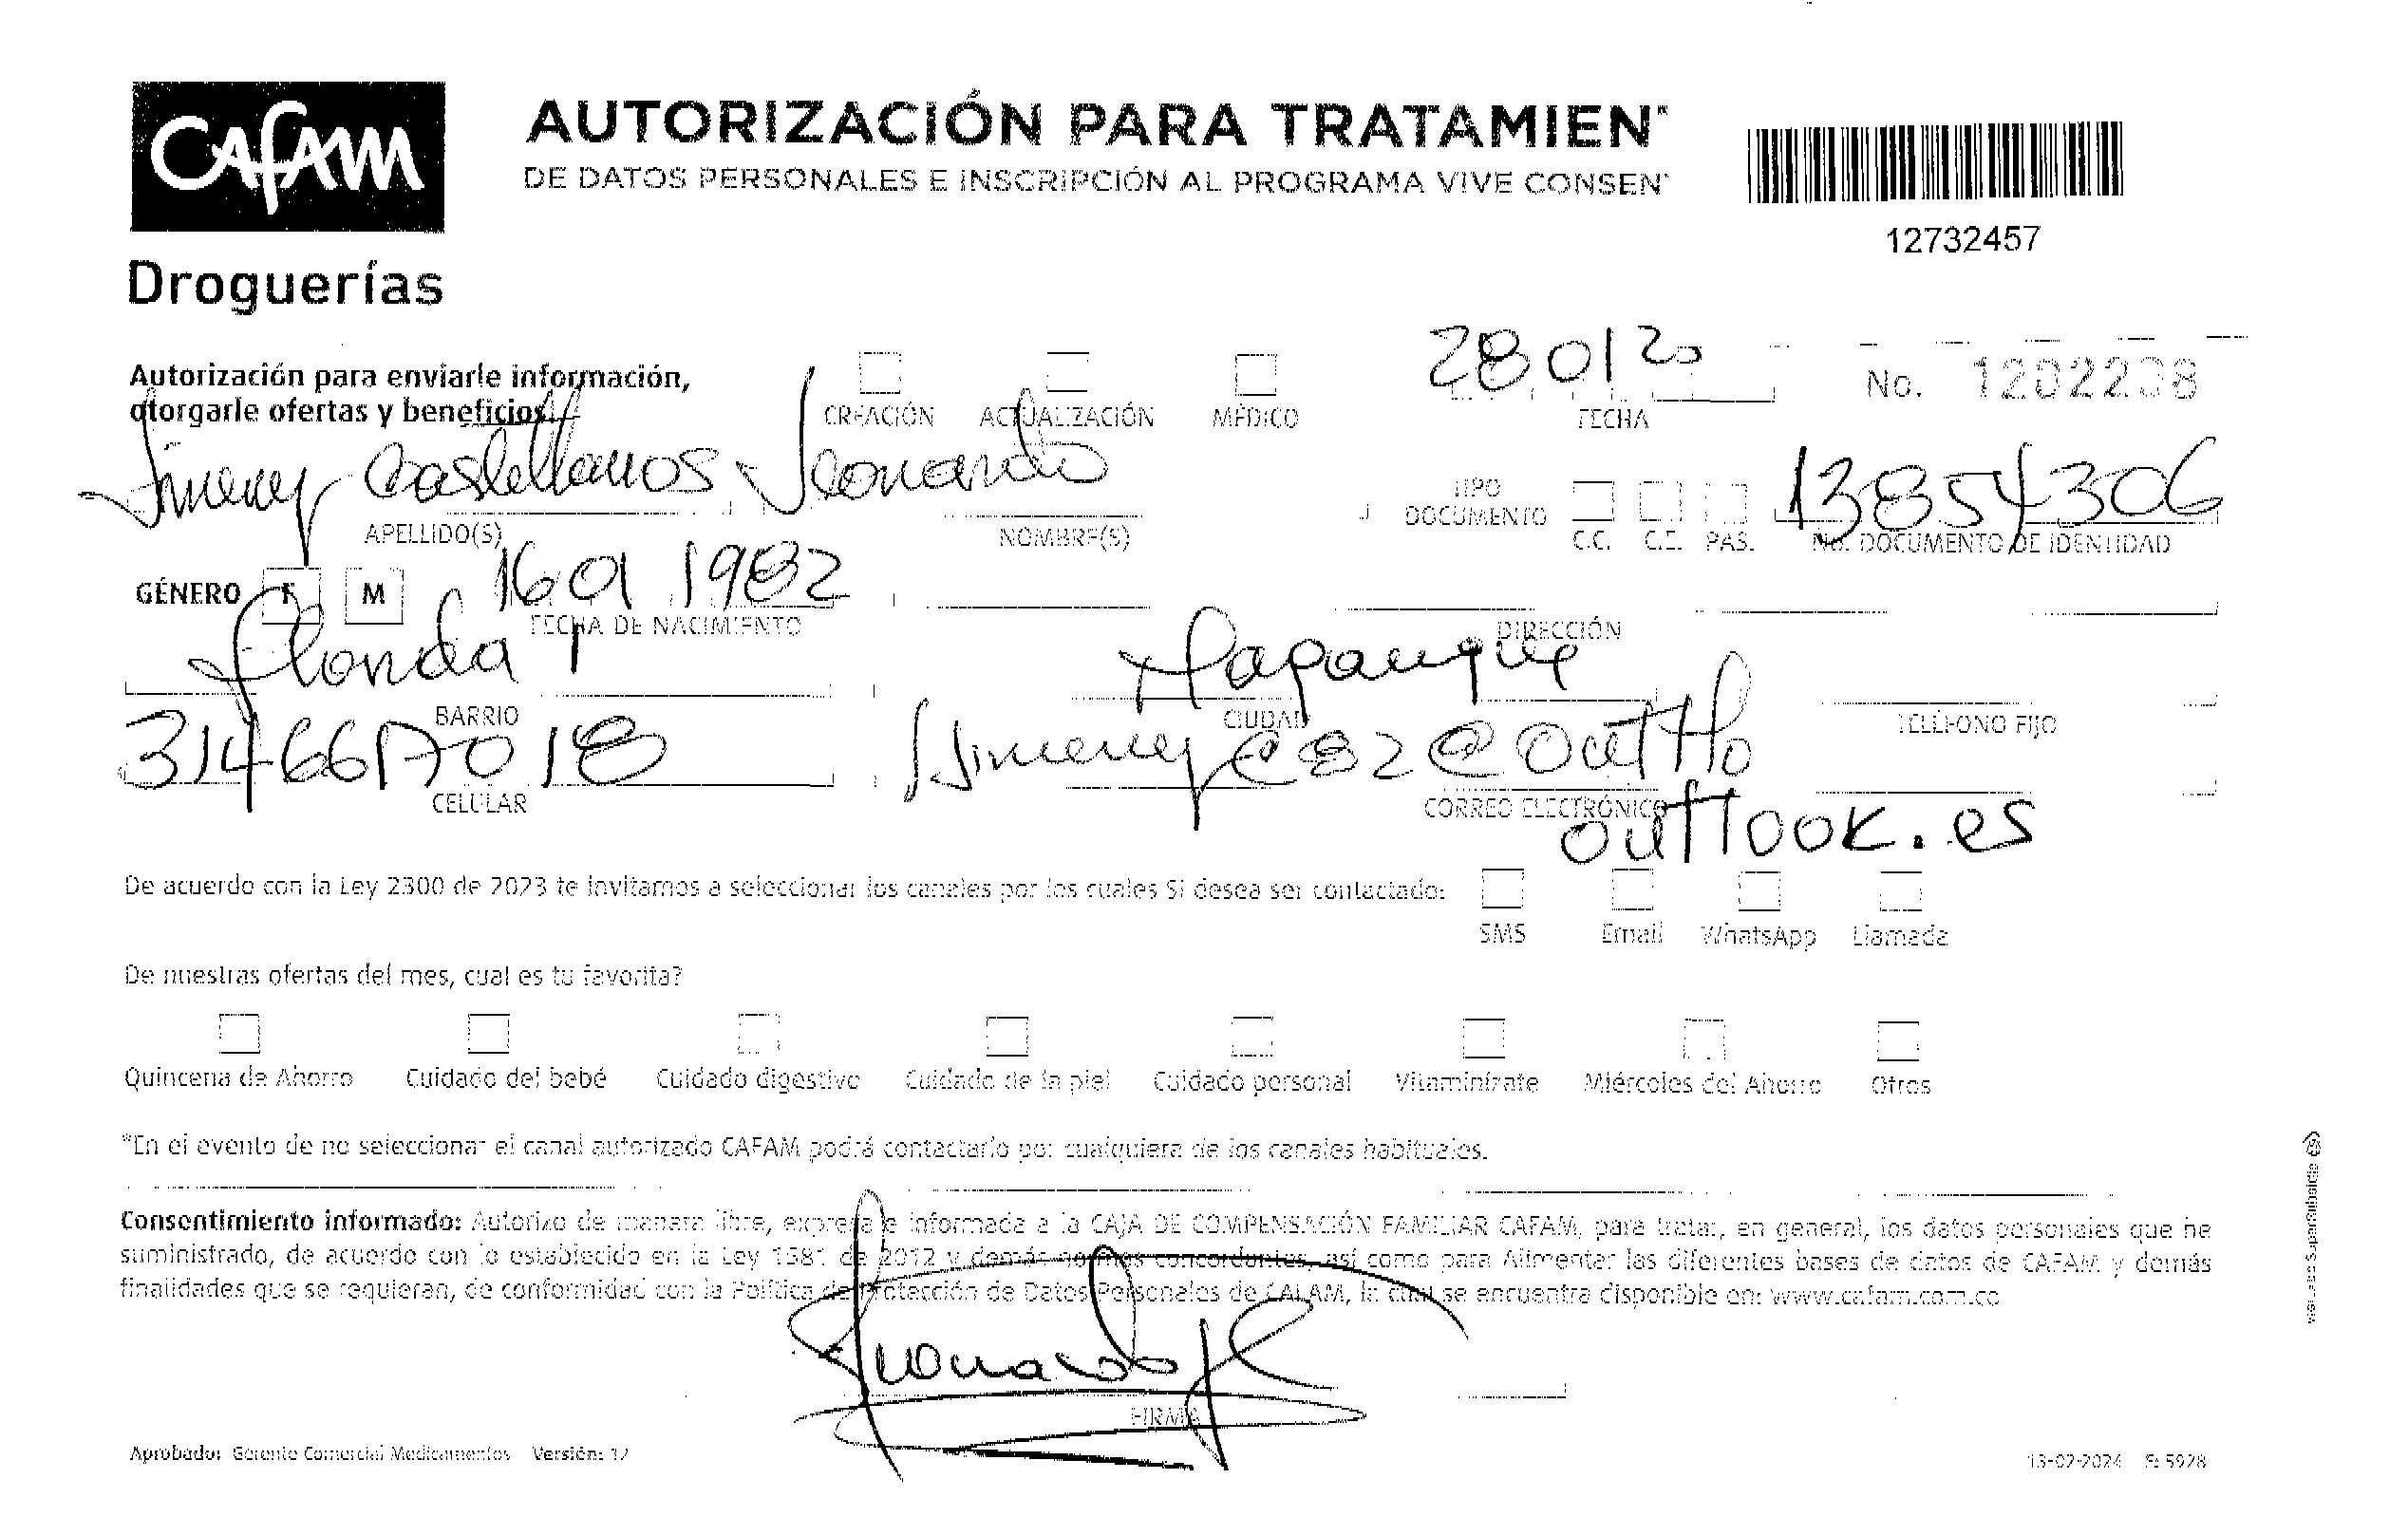 CAFAM
AUTORIZACIÓN PARA TRATAMIEN
DE DATOS PERSONALES E INSCRIPCIÓN AL PROGRAMA VIVE CONSEN
12732457
Droguerías
Autorización para enviarle información,
otorgarle ofertas y beneficios.
CREACIÓN ACTUALIZACIÓN MÉDICO
28 01 20
FECHA
No. 1202208
Jimenez Castellanos Leonardo
APELLIDO(S) NOMBRE(S)
TIPO DOCUMENTO C.C. C.E. PAS.
13854306
No. DOCUMENTO DE IDENTIDAD
GÉNERO F M 16 01 1982
FECHA DE NACIMIENTO DIRECCIÓN
BARRIO CIUDAD TELÉFONO FIJO
CELULAR CORREO ELECTRÓNICO
outlook.es
De acuerdo con la Ley 2300 de 2023 te invitamos a seleccionar los canales por los cuales SI desea ser contactado:
SMS Email WhatsApp Llamada
De nuestras ofertas del mes, cual es tu favorita?
Quincena de Ahorro Cuidado del bebé Cuidado digestivo Cuidado de la piel Cuidado personal Vitaminízate Miércoles del Ahorro Otros
*En el evento de no seleccionar el canal autorizado CAFAM podrá contactarlo por cualquiera de los canales habituales.
Consentimiento informado: Autorizo de manera libre, expresa e informada a la CAJA DE COMPENSACIÓN FAMILIAR CAFAM, para tratar, en general, los datos personales que he
suministrado, de acuerdo con lo establecido en la Ley 1581 de 2012 y demás normas concordantes, así como para Alimentar las diferentes bases de datos de CAFAM y demás
finalidades que se requieran, de conformidad con la Política de Protección de Datos Personales de CAFAM, la cual se encuentra disponible en: www.cafam.com.co
Leonardo
FIRMA
Aprobado: Gerente Comercial Medicamentos Versión: 12
13-02-2024 F: 5928
VIGILADO SuperSubsidio